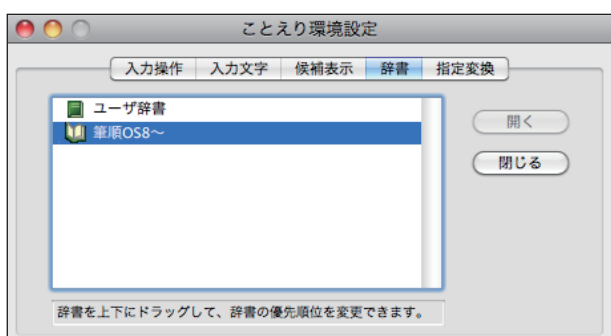 ことえり環境設定
入力操作 入力文字 候補表示 辞書 指定変換
ユーザ辞書
筆順OS8〜
開く
閉じる
辞書を上下にドラッグして、辞書の優先順位を変更できます。